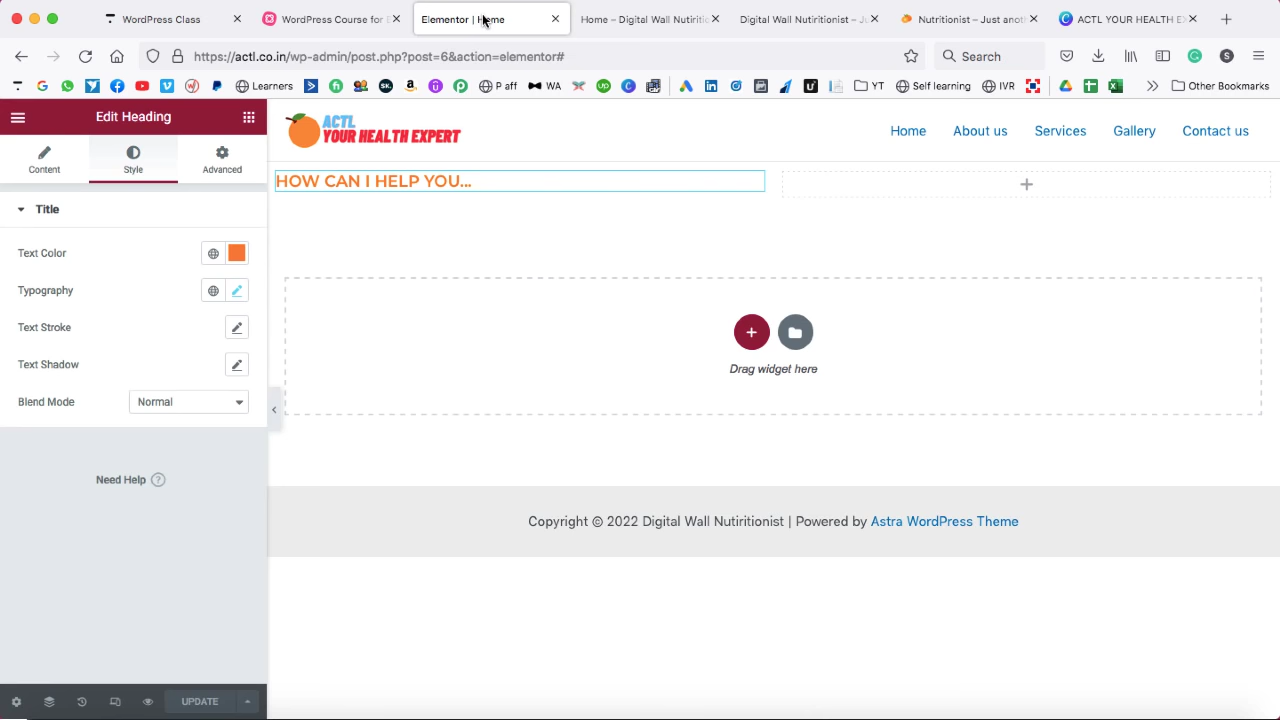 WordPress Class
WordPress Course for E
Elementor | Home
Home – Digital Wall Nutiritie
Digital Wall Nutiritionist – Ju
Nutritionist – Just anoth
ACTL YOUR HEALTH EX
https://actl.co.in/wp-admin/post.php?post=6&action=elementor#
Search
Learners
P aff
WA
YT
Self learning
IVR
Other Bookmarks
Edit Heading
Content
Style
Advanced
Title
Text Color
Typography
Text Stroke
Text Shadow
Blend Mode
Normal
Need Help
UPDATE
ACTL
YOUR HEALTH EXPERT
Home
About us
Services
Gallery
Contact us
HOW CAN I HELP YOU...
Drag widget here
Copyright © 2022 Digital Wall Nutiritionist | Powered by Astra WordPress Theme